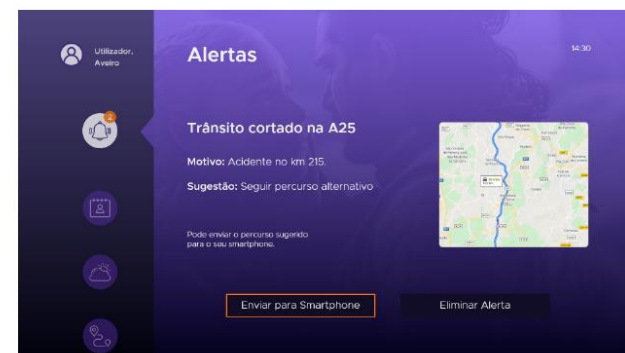 Utilizador,
Aveiro
Alertas
14:30
Trânsito cortado na A25
Motivo: Acidente no km 215.
Sugestão: Seguir percurso alternativo
Pode enviar o percurso sugerido
para o seu smartphone.
Enviar para Smartphone
Eliminar Alerta